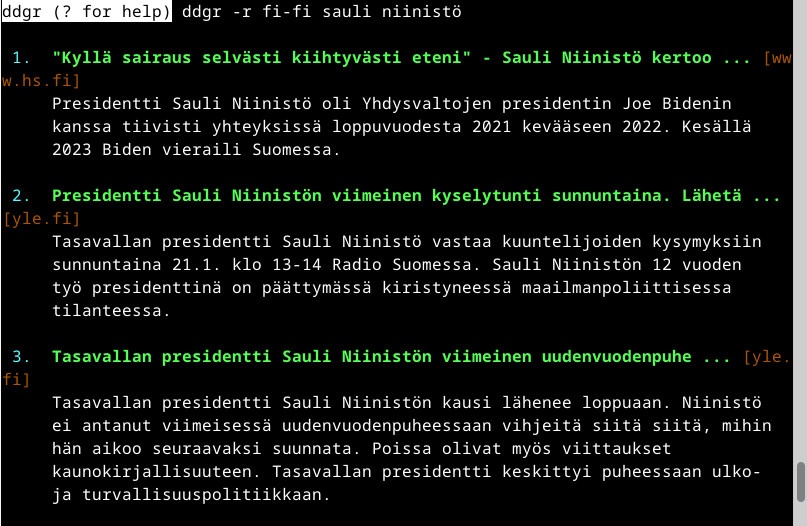 ddgr (? for help) ddgr -r fi-fi sauli niinistö
1. "Kyllä sairaus selvästi kiihtyvästi eteni" - Sauli Niinistö kertoo ... [ww
w.hs.fi]
Presidentti Sauli Niinistö oli Yhdysvaltojen presidentin Joe Bidenin
kanssa tiivisti yhteyksissä loppuvuodesta 2021 kevääseen 2022. Kesällä
2023 Biden vieraili Suomessa.
2. Presidentti Sauli Niinistön viimeinen kyselytunti sunnuntaina. Lähetä ...
[yle.fi]
Tasavallan presidentti Sauli Niinistö vastaa kuuntelijoiden kysymyksiin
sunnuntaina 21.1. klo 13-14 Radio Suomessa. Sauli Niinistön 12 vuoden
työ presidenttinä on päättymässä kiristyneessä maailmanpoliittisessa
tilanteessa.
3. Tasavallan presidentti Sauli Niinistön viimeinen uudenvuodenpuhe ... [yle.
fi]
Tasavallan presidentti Sauli Niinistön kausi lähenee loppuaan. Niinistö
ei antanut viimeisessä uudenvuodenpuheessaan vihjeitä siitä siitä, mihin
hän aikoo seuraavaksi suunnata. Poissa olivat myös viittaukset
kaunokirjallisuuteen. Tasavallan presidentti keskittyi puheessaan ulko-
ja turvallisuuspolitiikkaan.